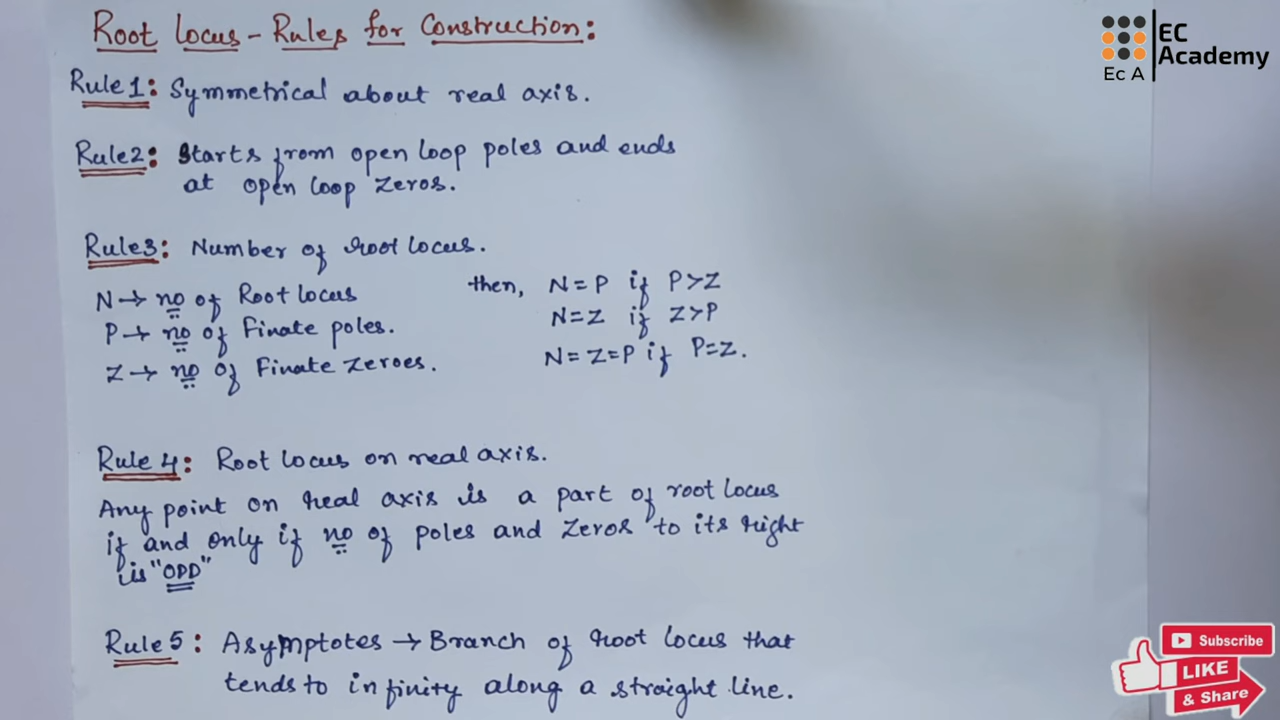 Root Locus - Rules for Construction:
EC Academy
Ec A
Rule 1: Symmetrical about real axis.
Rule 2: Starts from open loop poles and ends
at open loop zeros.
Rule 3: Number of root locus.
N → no of Root locus
then, N = P if P>Z
P → no of Finate poles.
N = Z if Z>P
Z → no of Finate zeroes.
N = Z = P if P=Z.
Rule 4: Root locus on real axis.
Any point on real axis is a part of root locus
if and only if no of poles and zeros to its right
is "ODD"
Rule 5: Asymptotes → Branch of root locus that
tends to infinity along a straight line.
Subscribe
LIKE
& Share